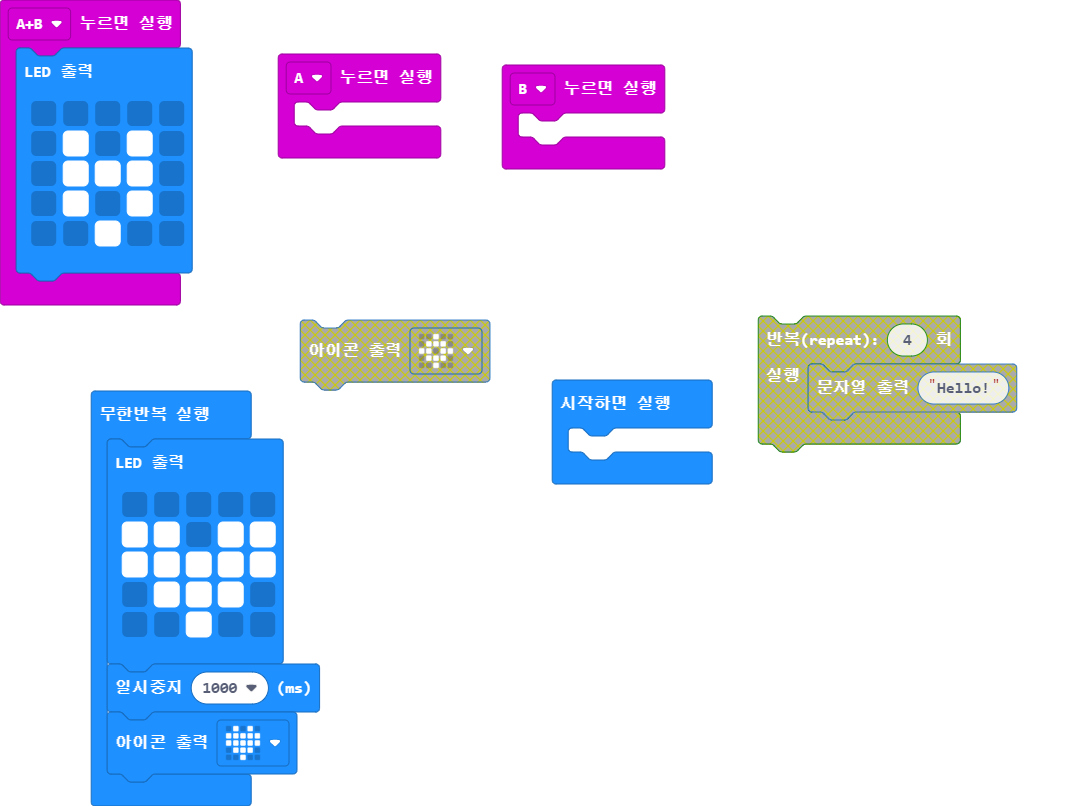 A+B 누르면 실행
LED 출력
A 누르면 실행
B 누르면 실행
아이콘 출력
반복(repeat): 4 회
실행 문자열 출력 "Hello!"
시작하면 실행
무한반복 실행
LED 출력
일시중지 1000 (ms)
아이콘 출력